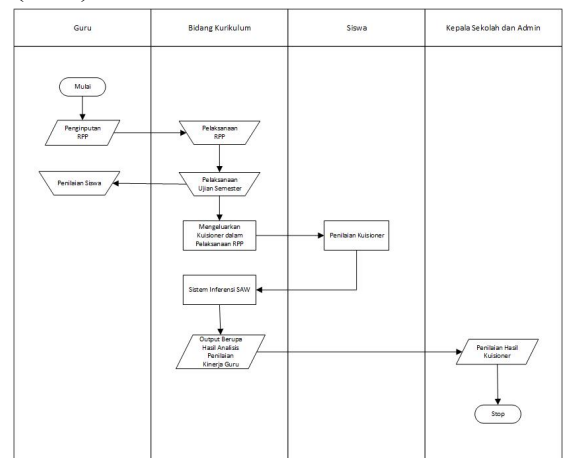 Guru
Bidang Kurikulum
Siswa
Kepala Sekolah dan Admin
Mulai
Penginputan
RPP
Pelaksanaan
RPP
Penilaian Siswa
Pelaksanaan
Ujian Semester
Mengeluarkan
Kuisioner dalam
Pelaksanaan RPP
Penilaian Kuisioner
Sistem Inferensi SAW
Output Berupa
Hasil Analisis
Penilaian
Kinerja Guru
Penilaian Hasil
Kuisioner
Stop